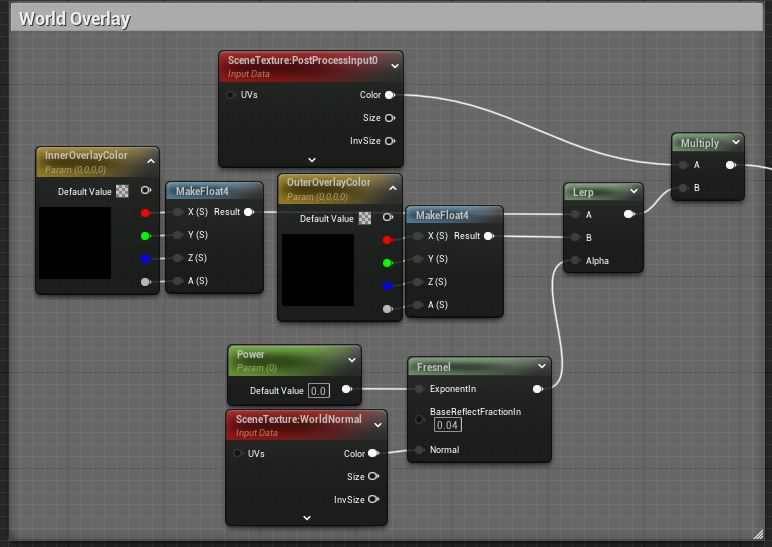 World Overlay
SceneTexture:PostProcessInput0
Input Data
UVs
Color
Size
InvSize
InnerOverlayColor
Param (0,0,0,0)
Default Value
MakeFloat4
X (S) Result
Y (S)
Z (S)
A (S)
OuterOverlayColor
Param (0,0,0,0)
Default Value
MakeFloat4
X (S) Result
Y (S)
Z (S)
A (S)
Lerp
A
B
Alpha
Multiply
A
B
Power
Param (0)
Default Value 0.0
Fresnel
ExponentIn
BaseReflectFractionIn
0.04
Normal
SceneTexture:WorldNormal
Input Data
UVs
Color
Size
InvSize